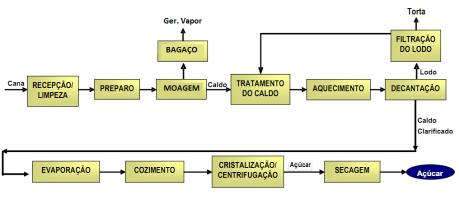 Ger. Vapor
Torta
BAGAÇO
FILTRAÇÃO
DO LODO
Lodo
Cana
RECEPÇÃO/
LIMPEZA
PREPARO
MOAGEM
Caldo
TRATAMENTO
DO CALDO
AQUECIMENTO
DECANTAÇÃO
Caldo
Clarificado
EVAPORAÇÃO
COZIMENTO
CRISTALIZAÇÃO/
CENTRIFUGAÇÃO
Açúcar
SECAGEM
Açúcar